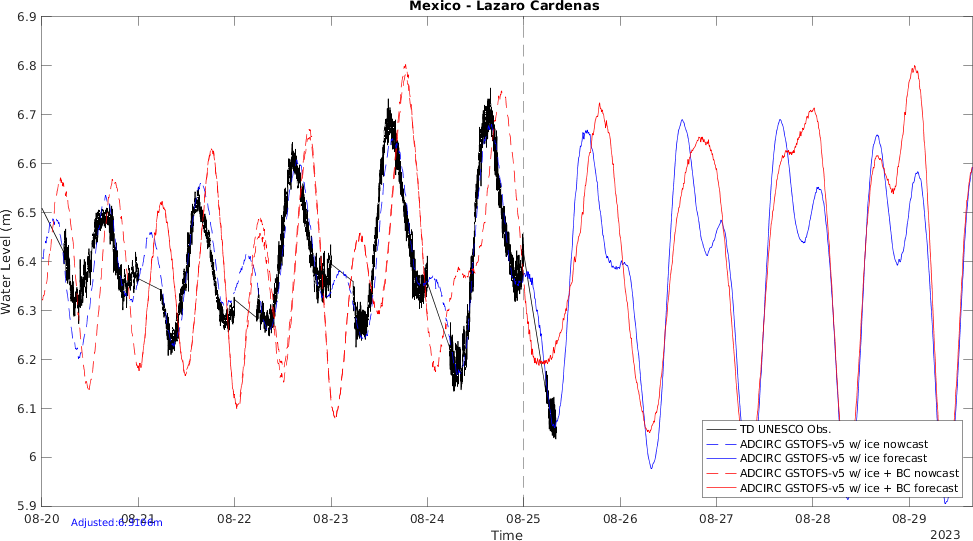 Mexico - Lazaro Cardenas
6.9
6.8
6.7
6.6
6.5
6.4
6.3
6.2
6.1
6
5.9
Water Level (m)
TD UNESCO Obs.
ADCIRC GSTOFS-v5 w/ ice nowcast
ADCIRC GSTOFS-v5 w/ ice forecast
ADCIRC GSTOFS-v5 w/ ice + BC nowcast
ADCIRC GSTOFS-v5 w/ ice + BC forecast
08-20 08-22 08-23 08-24 08-25 08-26 08-27 08-28 08-29
Time
2023